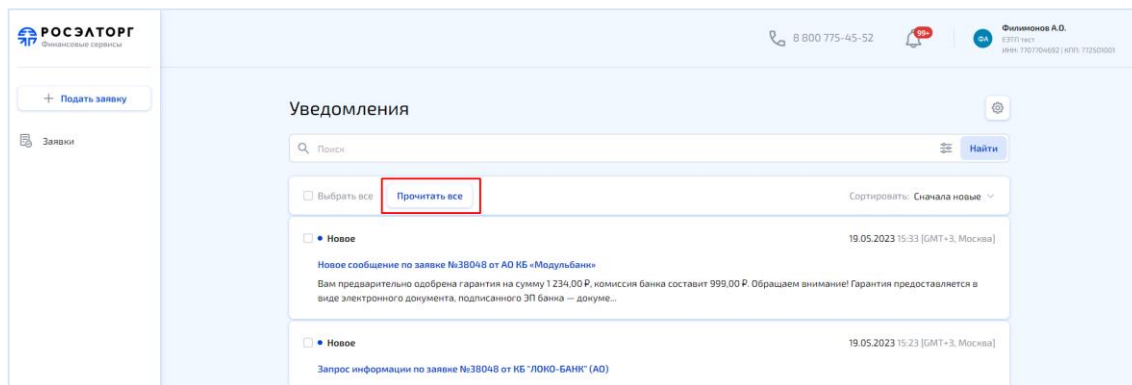 РОСЭЛТОРГ
Финансовые сервисы
8 800 775-45-52
99+
ФА
Филимонов А.О.
ЕЭТП тест
ИНН: 7707704692 | КПП: 772501001
+ Подать заявку
Заявки
Уведомления
Поиск
Найти
Выбрать все
Прочитать все
Сортировать: Сначала новые
Новое
19.05.2023 15:33 [GMT+3, Москва]
Новое сообщение по заявке №38048 от АО КБ «Модульбанк»
Вам предварительно одобрена гарантия на сумму 1 234,00 ₽, комиссия банка составит 999,00 ₽. Обращаем внимание! Гарантия предоставляется в
виде электронного документа, подписанного ЭП банка — докуме...
Новое
19.05.2023 15:23 [GMT+3, Москва]
Запрос информации по заявке №38048 от КБ "ЛОКО-БАНК" (АО)